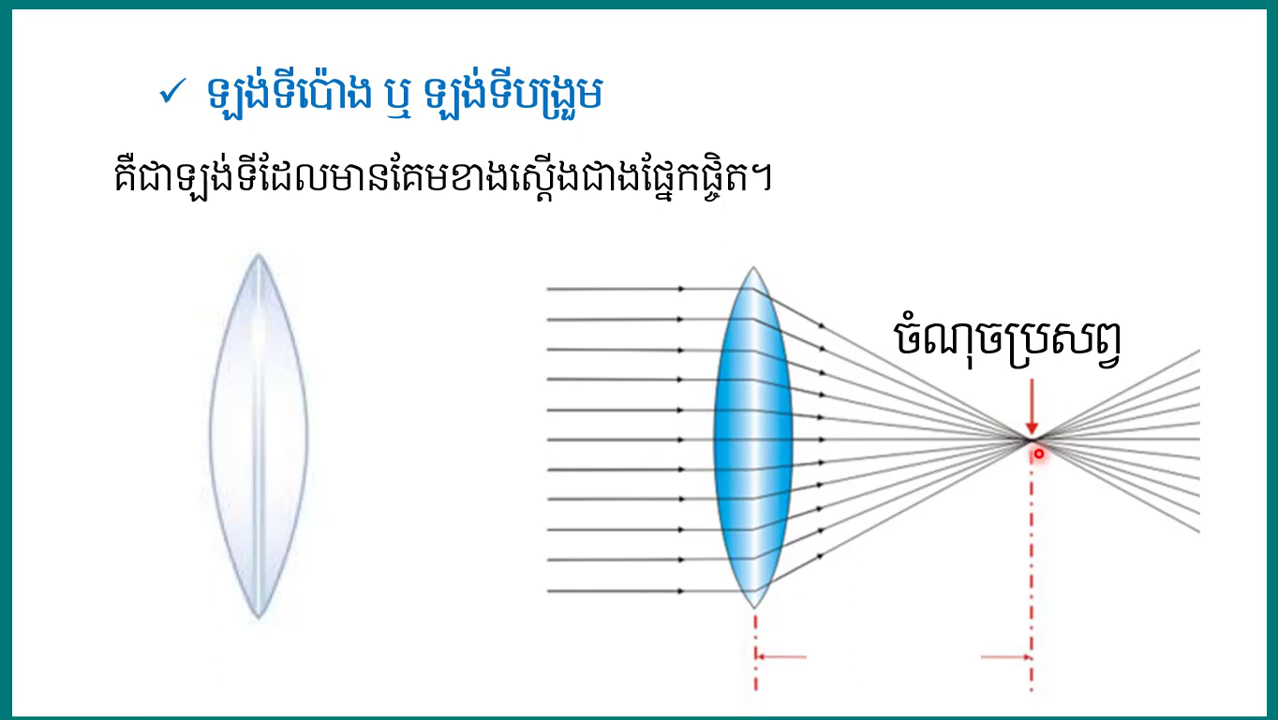 ✓ ឡង់ទីប៉ោង ឬ ឡង់ទីបង្រួម
គឺជាឡង់ទីដែលមានគែមខាងស្តើងជាងផ្នែកផ្ចិត។
ចំណុចប្រសព្វ